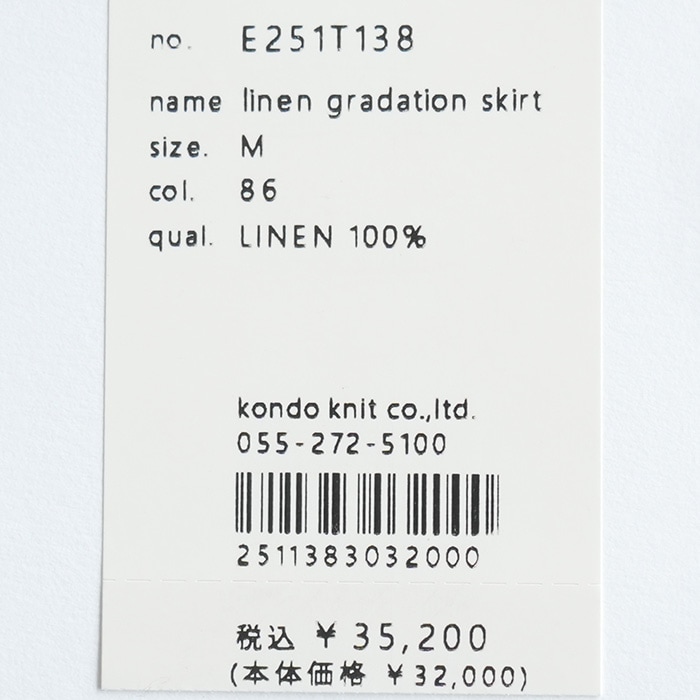 no. E251T138
name linen gradation skirt
size. M
col. 86
qual. LINEN 100%
kondo knit co.,ltd.
055-272-5100
2511383032000
税込 ¥ 35,200
(本体価格 ¥32,000)